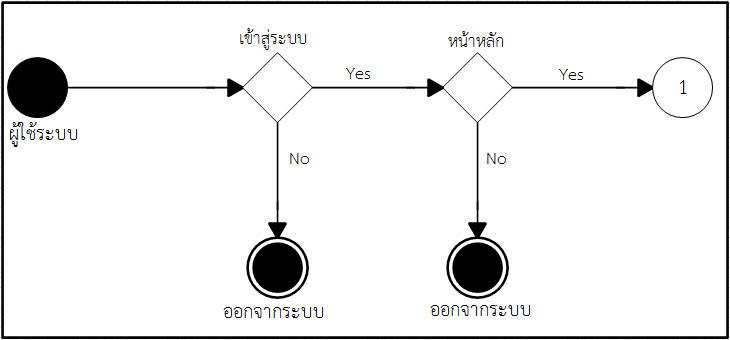 เข้าสู่ระบบ
หน้าหลัก
Yes
Yes
1
ผู้ใช้ระบบ
No
No
ออกจากระบบ
ออกจากระบบ